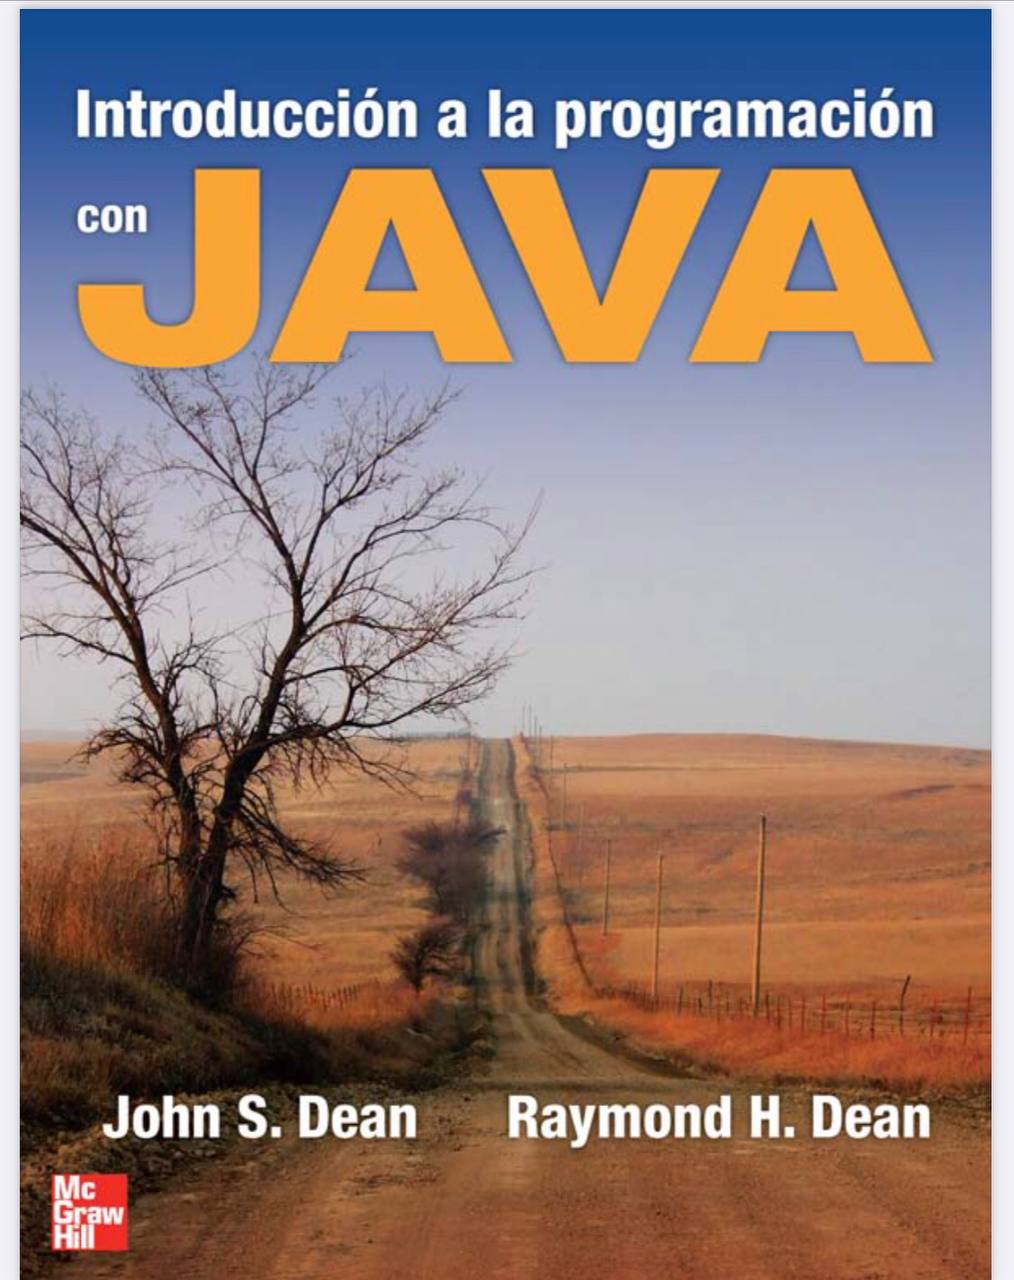 Introducción a la programación
con JAVA
John S. Dean Raymond H. Dean
Mc
Graw
Hill